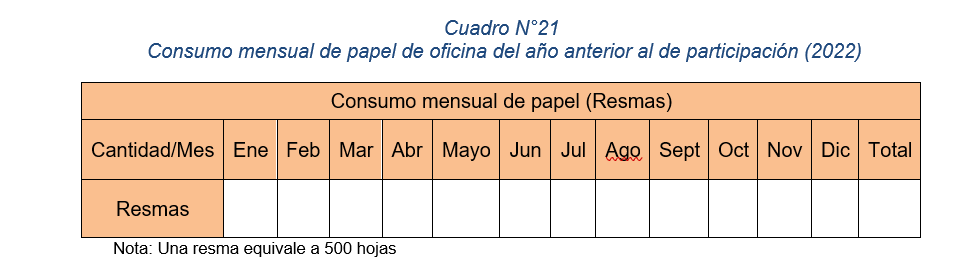 Cuadro N°21
Consumo mensual de papel de oficina del año anterior al de participación (2022)
Consumo mensual de papel (Resmas)
Cantidad/Mes Ene Feb Mar Abr Mayo Jun Jul Ago Sept Oct Nov Dic Total
Resmas
Nota: Una resma equivale a 500 hojas